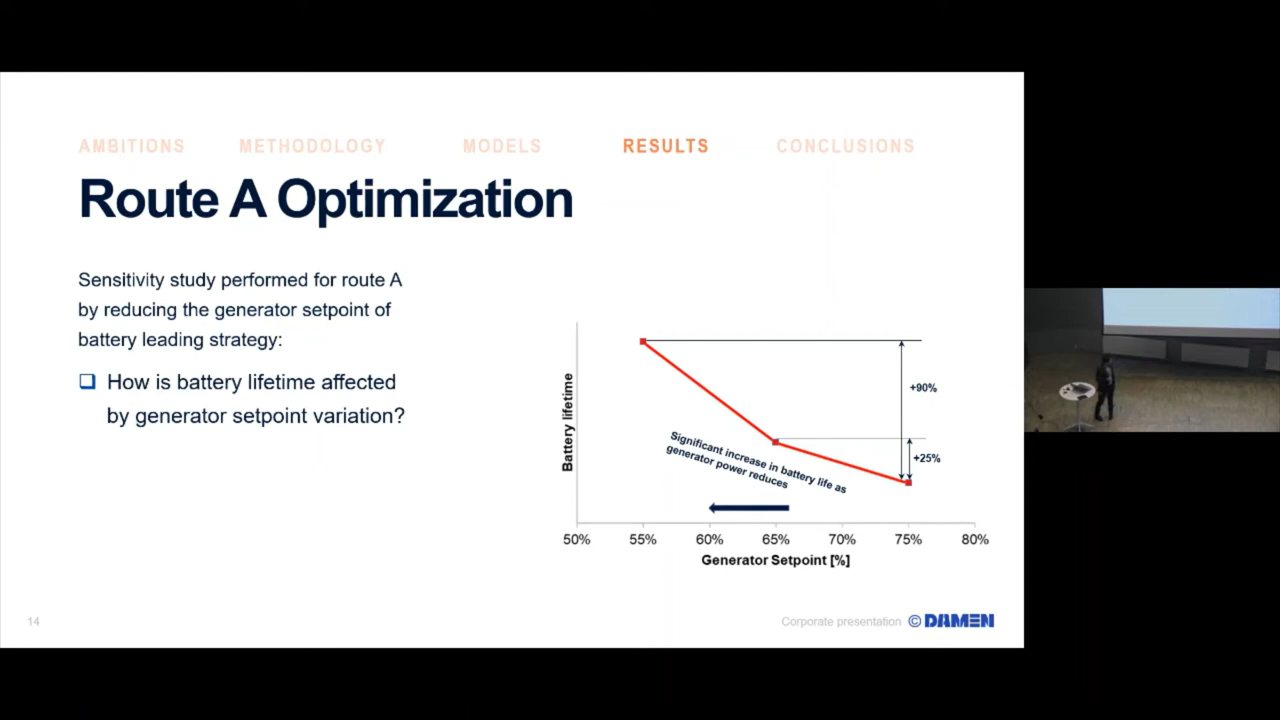 AMBITIONS METHODOLOGY MODELS RESULTS CONCLUSIONS
Route A Optimization
Sensitivity study performed for route A
by reducing the generator setpoint of
battery leading strategy:
How is battery lifetime affected
by generator setpoint variation?
Battery lifetime
+90%
+25%
Significant increase in battery life as
generator power reduces
50% 55% 60% 65% 70% 75% 80%
Generator Setpoint [%]
14
Corporate presentation © DAMEN